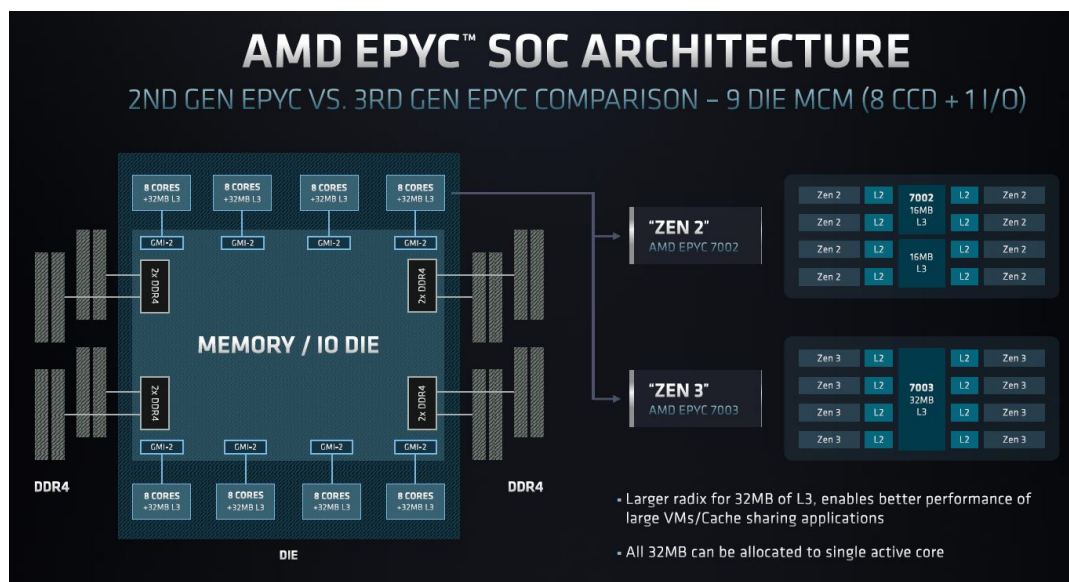 AMD EPYC™ SOC ARCHITECTURE
2ND GEN EPYC VS. 3RD GEN EPYC COMPARISON – 9 DIE MCM (8 CCD + 1 I/O)
8 CORES
+32MB L3
8 CORES
+32MB L3
8 CORES
+32MB L3
8 CORES
+32MB L3
GMI-2
GMI-2
GMI-2
GMI-2
2x DDR4
2x DDR4
MEMORY / IO DIE
2x DDR4
2x DDR4
GMI-2
GMI-2
GMI-2
GMI-2
8 CORES
+32MB L3
8 CORES
+32MB L3
8 CORES
+32MB L3
8 CORES
+32MB L3
DDR4
DDR4
DIE
"ZEN 2"
AMD EPYC 7002
Zen 2 L2 7002 L2 Zen 2
16MB
Zen 2 L2 L3 L2 Zen 2
Zen 2 L2 16MB L2 Zen 2
L3
Zen 2 L2 L2 Zen 2
"ZEN 3"
AMD EPYC 7003
Zen 3 L2 L2 Zen 3
Zen 3 L2 7003 L2 Zen 3
32MB
Zen 3 L2 L3 L2 Zen 3
Zen 3 L2 L2 Zen 3
▪ Larger radix for 32MB of L3, enables better performance of
large VMs/Cache sharing applications
▪ All 32MB can be allocated to single active core